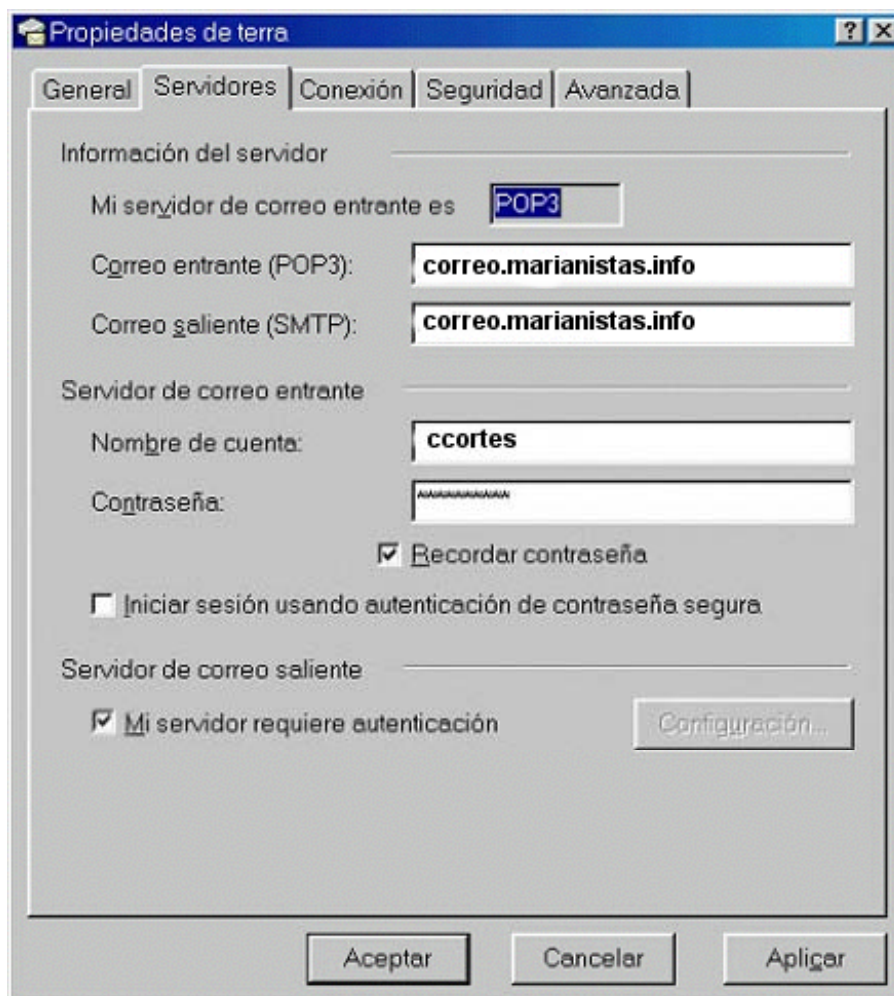 Propiedades de terra
General Servidores Conexión Seguridad Avanzada
Información del servidor
Mi servidor de correo entrante es POP3
Correo entrante (POP3): correo.marianistas.info
Correo saliente (SMTP): correo.marianistas.info
Servidor de correo entrante
Nombre de cuenta: ccortes
Contraseña: **********
Recordar contraseña
Iniciar sesión usando autenticación de contraseña segura
Servidor de correo saliente
Mi servidor requiere autenticación Configuración...
Aceptar Cancelar Aplicar